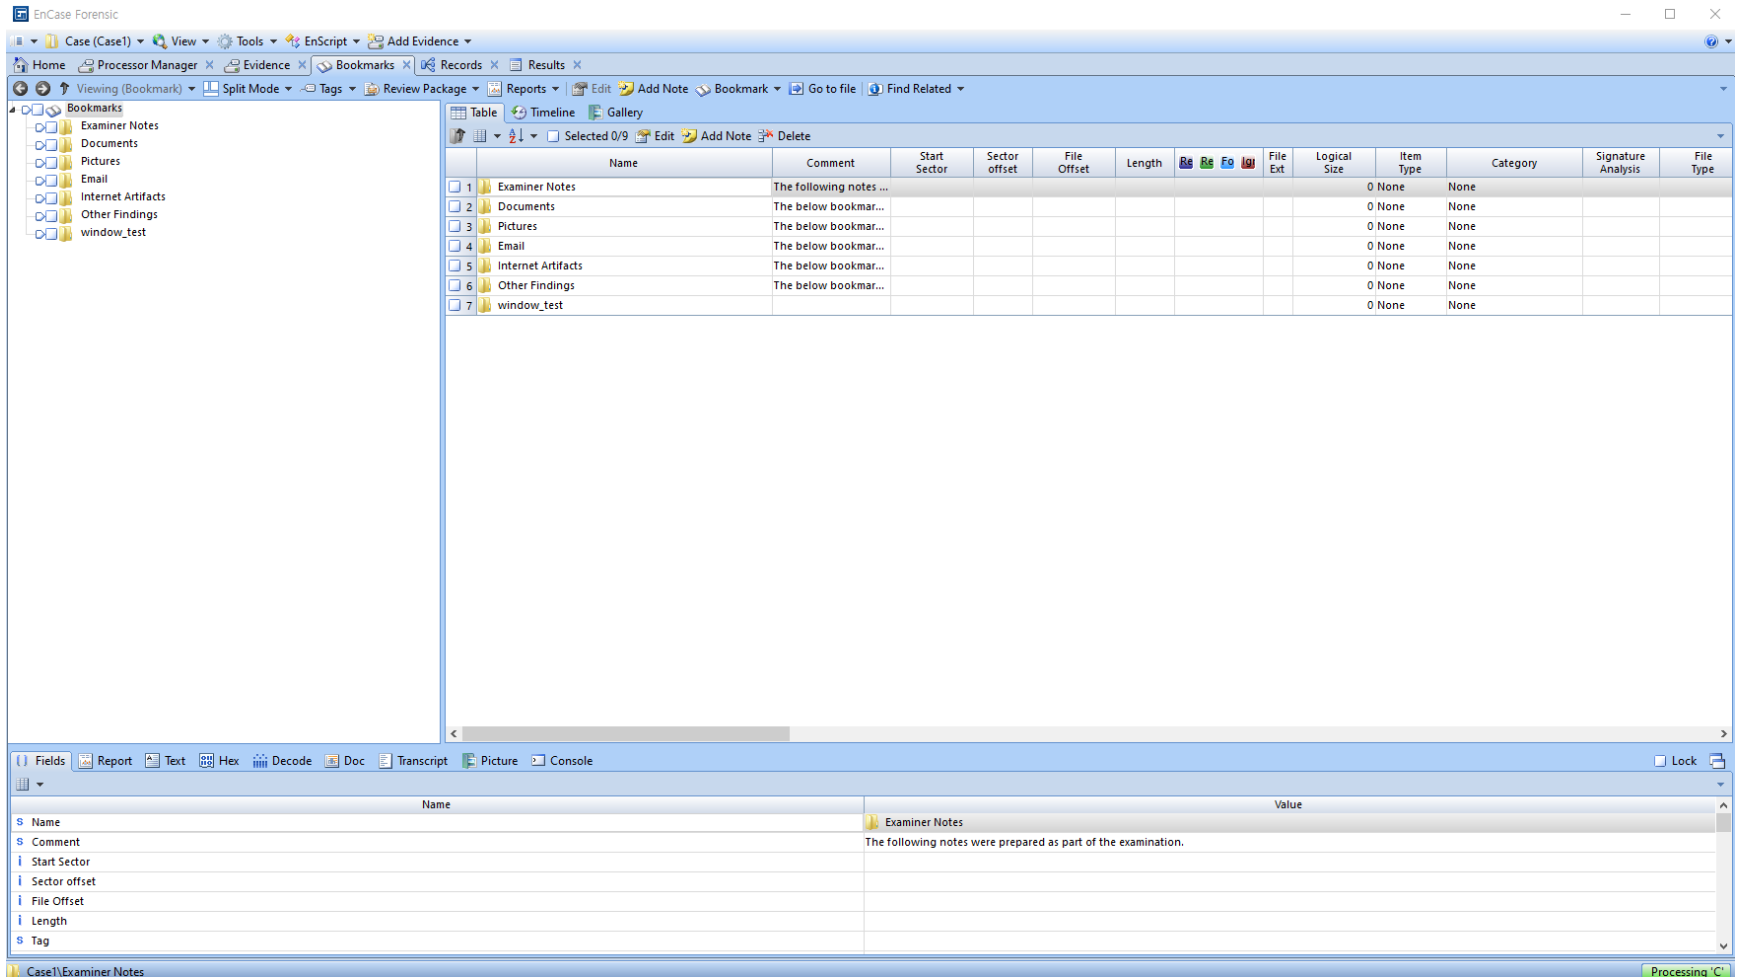 EnCase Forensic
Case (Case1) View Tools EnScript Add Evidence
Home Processor Manager Evidence Bookmarks Records Results
Viewing (Bookmark) Split Mode Tags Review Package Reports Edit Add Note Bookmark Go to file Find Related
Bookmarks
Examiner Notes
Documents
Pictures
Email
Internet Artifacts
Other Findings
window_test
Table Timeline Gallery
Selected 0/9 Edit Add Note Delete
Name Comment Start Sector Sector offset File Offset Length Re Re Fo Igr File Ext Logical Size Item Type Category Signature Analysis File Type
1 Examiner Notes The following notes ... 0 None None
2 Documents The below bookmar... 0 None None
3 Pictures The below bookmar... 0 None None
4 Email The below bookmar... 0 None None
5 Internet Artifacts The below bookmar... 0 None None
6 Other Findings The below bookmar... 0 None None
7 window_test 0 None None
Fields Report Text Hex Decode Doc Transcript Picture Console Lock
Name Value
S Name Examiner Notes
S Comment The following notes were prepared as part of the examination.
i Start Sector
i Sector offset
i File Offset
i Length
S Tag
Case1\Examiner Notes Processing 'C'